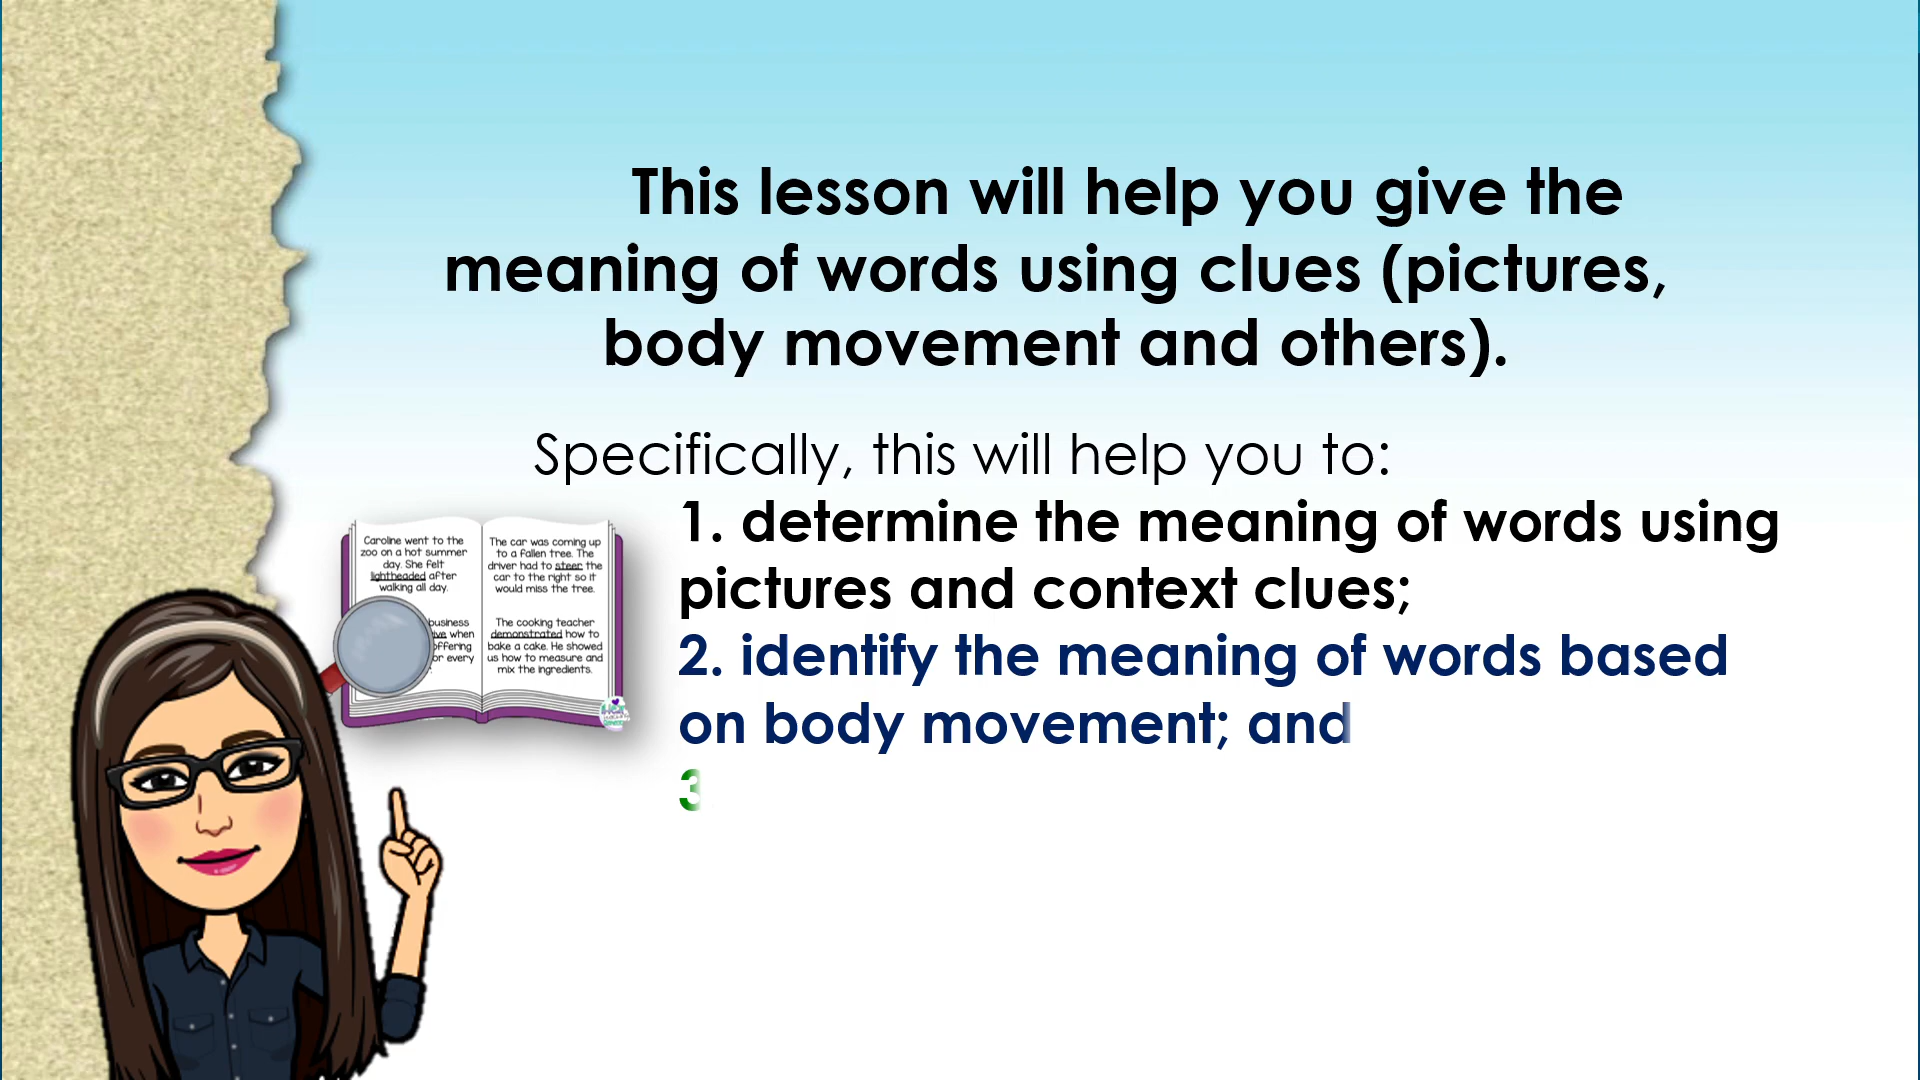 This lesson will help you give the
meaning of words using clues (pictures,
body movement and others).
Specifically, this will help you to:
1. determine the meaning of words using
pictures and context clues;
2. identify the meaning of words based
on body movement; and
3
Caroline went to the
zoo on a hot summer
day. She felt
lightheaded after
walking all day.
business
when
or every
The car was coming up
to a fallen tree. The
driver had to steer the
car to the right so it
would miss the tree.
The cooking teacher
demonstrated how to
bake a cake. He showed
us how to measure and
mix the ingredients.